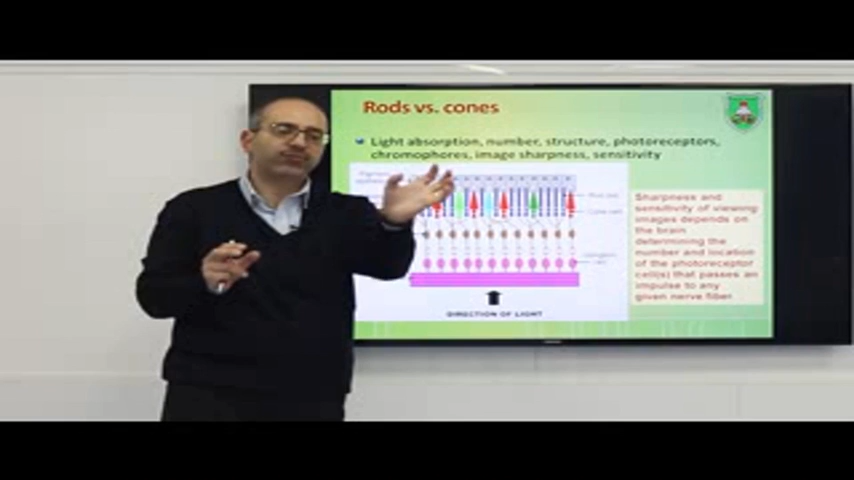 Rods vs. cones
Light absorption, number, structure, photoreceptors,
chromophores, image sharpness, sensitivity
Sharpness and
sensitivity of viewing
images depends on
the brain
determining the
number and location
of the photoreceptor
cell(s) that passes an
impulse to any
given nerve fiber
DIRECTION OF LIGHT